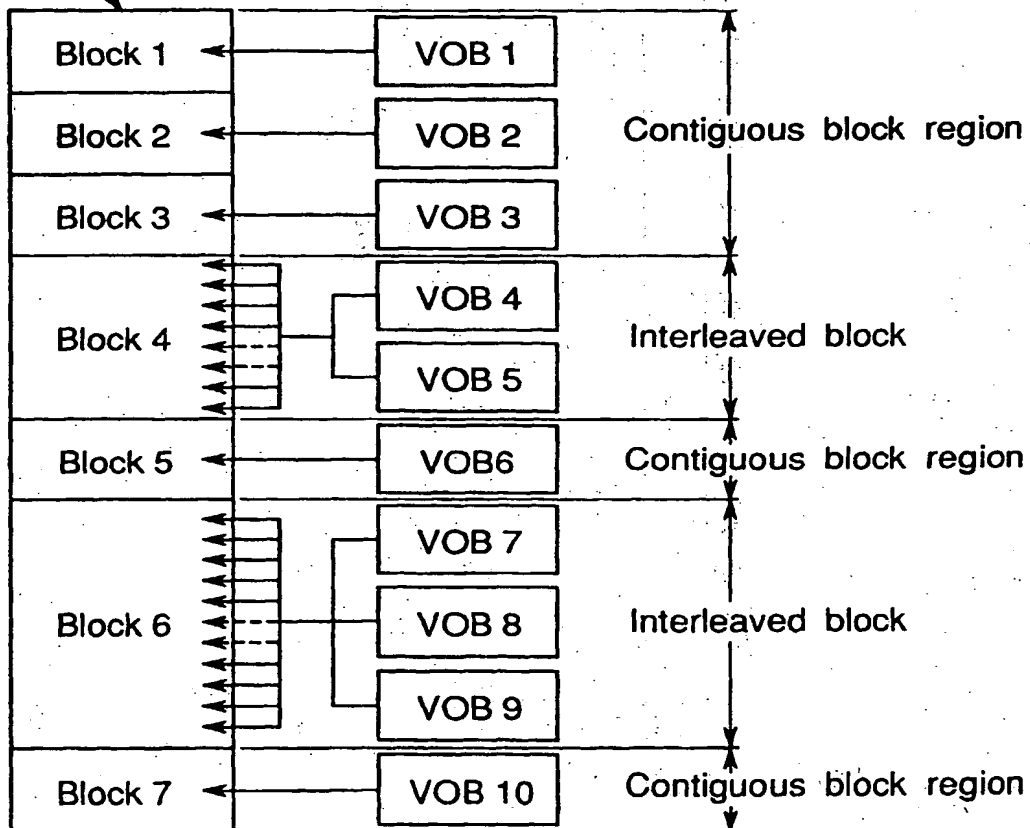 Block 1
VOB 1
Block 2
VOB 2
Contiguous block region
Block 3
VOB 3
VOB 4
Block 4
Interleaved block
VOB 5
Block 5
VOB6
Contiguous block region
VOB 7
Block 6
VOB 8
Interleaved block
VOB 9
Block 7
VOB 10
Contiguous block region